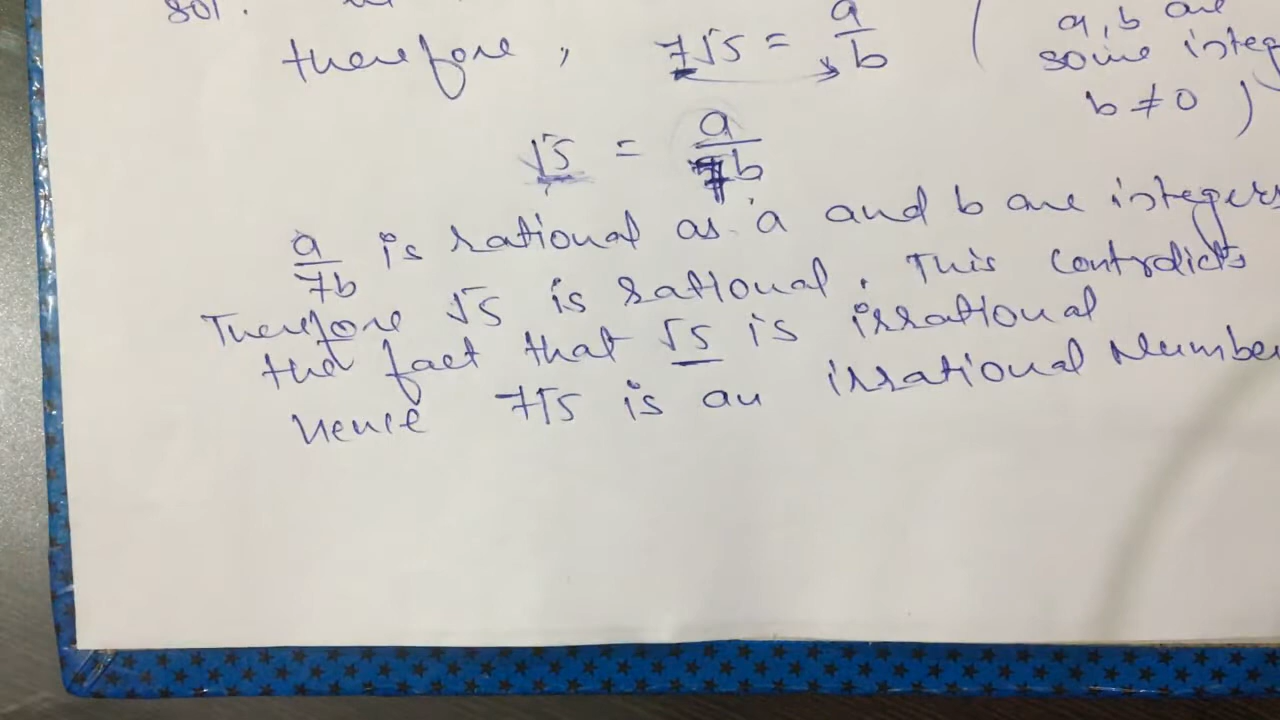 sol.
a, b are
therefore, 7√5 = a/b (some integ
b ≠ 0)
√5 = a/7b
a/7b is rational as a and b are integers
Therefore √5 is rational. This contradicts
the fact that √5 is irrational
Hence 7√5 is an irrational Number